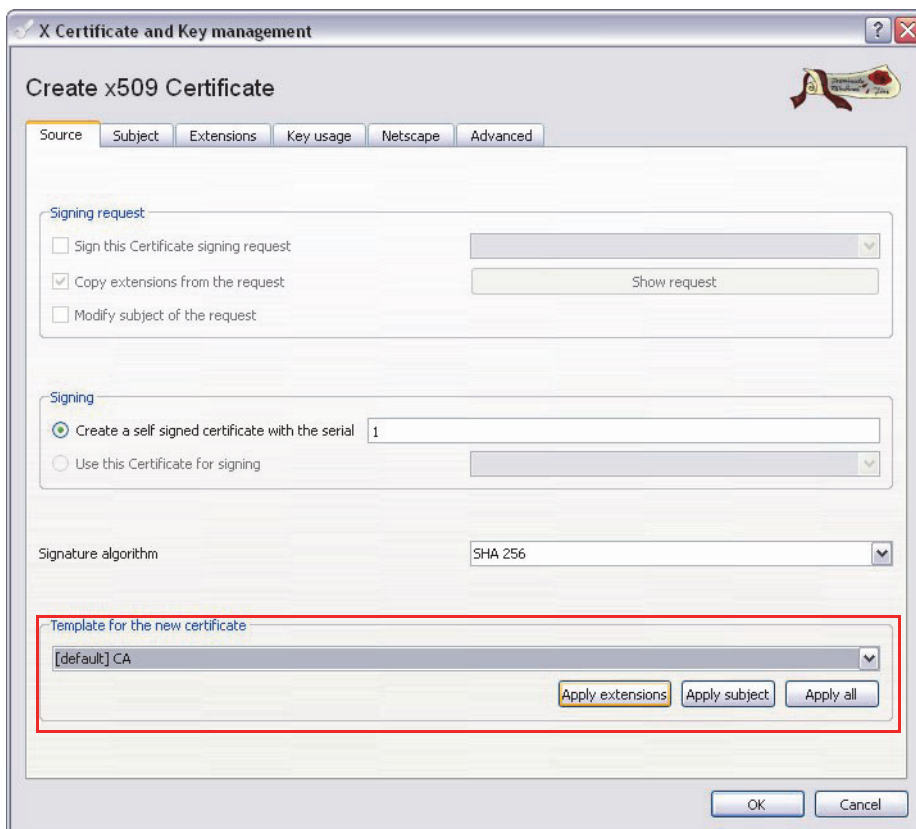 X Certificate and Key management
Create x509 Certificate
Source Subject Extensions Key usage Netscape Advanced
Signing request
Sign this Certificate signing request
Copy extensions from the request Show request
Modify subject of the request
Signing
Create a self signed certificate with the serial 1
Use this Certificate for signing
Signature algorithm SHA 256
Template for the new certificate
[default] CA
Apply extensions Apply subject Apply all
OK Cancel